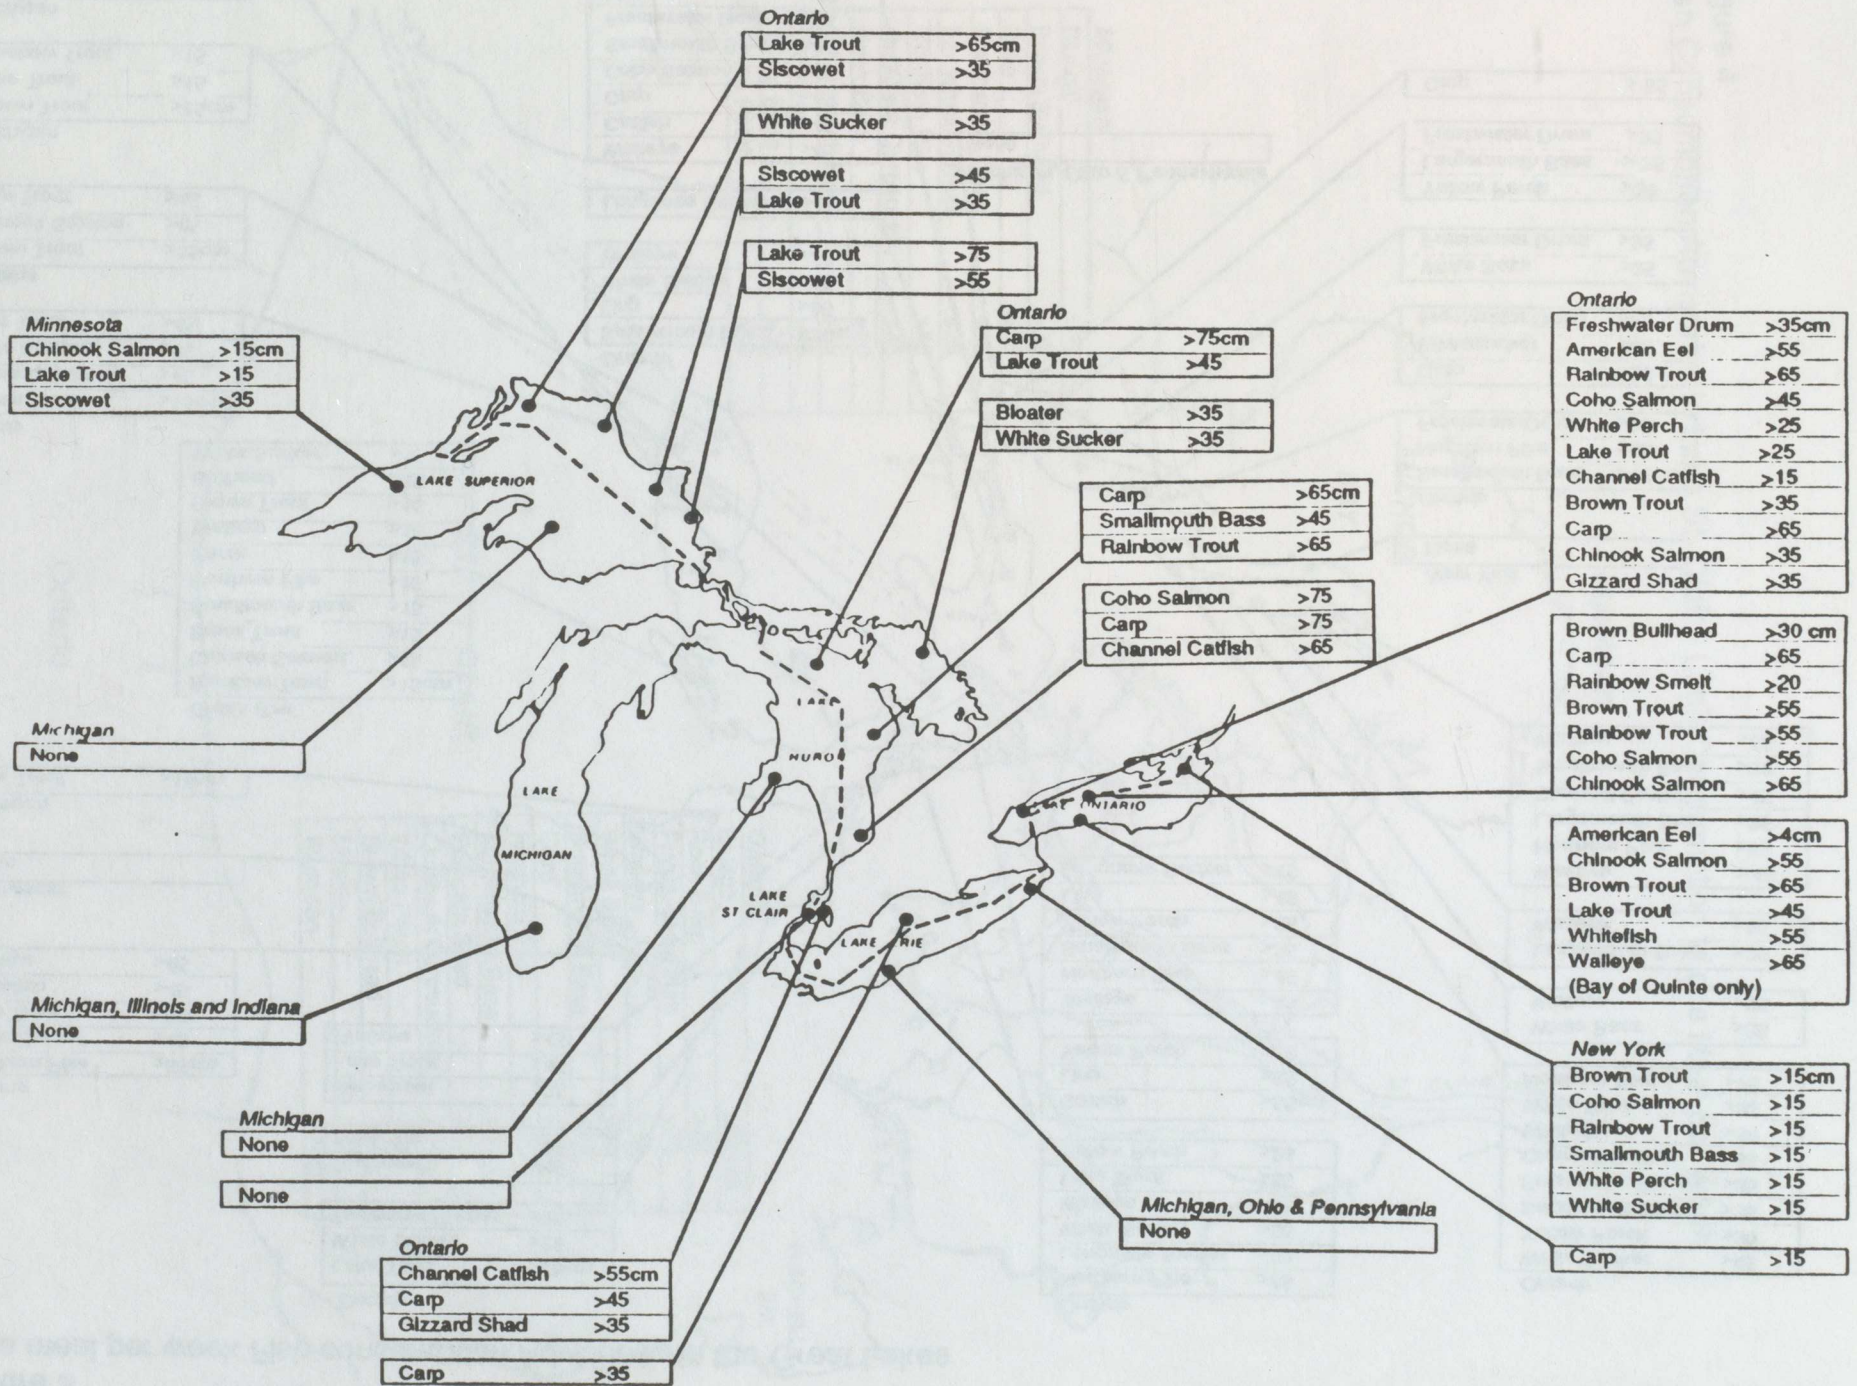 Ontario
Lake Trout >65cm
Siscowet >35
White Sucker >35
Siscowet >45
Lake Trout >35
Lake Trout >75
Siscowet >55
Minnesota
Chinook Salmon >15cm
Lake Trout >15
Siscowet >35
Ontario
Carp >75cm
Lake Trout >45
Bloater >35
White Sucker >35
Carp >65cm
Smallmouth Bass >45
Rainbow Trout >65
Coho Salmon >75
Carp >75
Channel Catfish >65
Ontario
Freshwater Drum >35cm
American Eel >55
Rainbow Trout >65
Coho Salmon >45
White Perch >25
Lake Trout >25
Channel Catfish >15
Brown Trout >35
Carp >65
Chinook Salmon >35
Gizzard Shad >35
Brown Bullhead >30 cm
Carp >65
Rainbow Smelt >20
Brown Trout >55
Rainbow Trout >55
Coho Salmon >55
Chinook Salmon >65
American Eel >4cm
Chinook Salmon >55
Brown Trout >65
Lake Trout >45
Whitefish >55
Walleye >65
(Bay of Quinte only)
New York
Brown Trout >15cm
Coho Salmon >15
Rainbow Trout >15
Smallmouth Bass >15
White Perch >15
White Sucker >15
Carp >15
LAKE SUPERIOR
LAKE
HURO
LAKE
MICHIGAN
LAKE
ST CLAIR
LAKE RIE
LAKE ONTARIO
Michigan
None
Michigan, Illinois and Indiana
None
Michigan
None
None
Ontario
Channel Catfish >55cm
Carp >45
Gizzard Shad >35
Carp >35
Michigan, Ohio & Pennsylvania
None